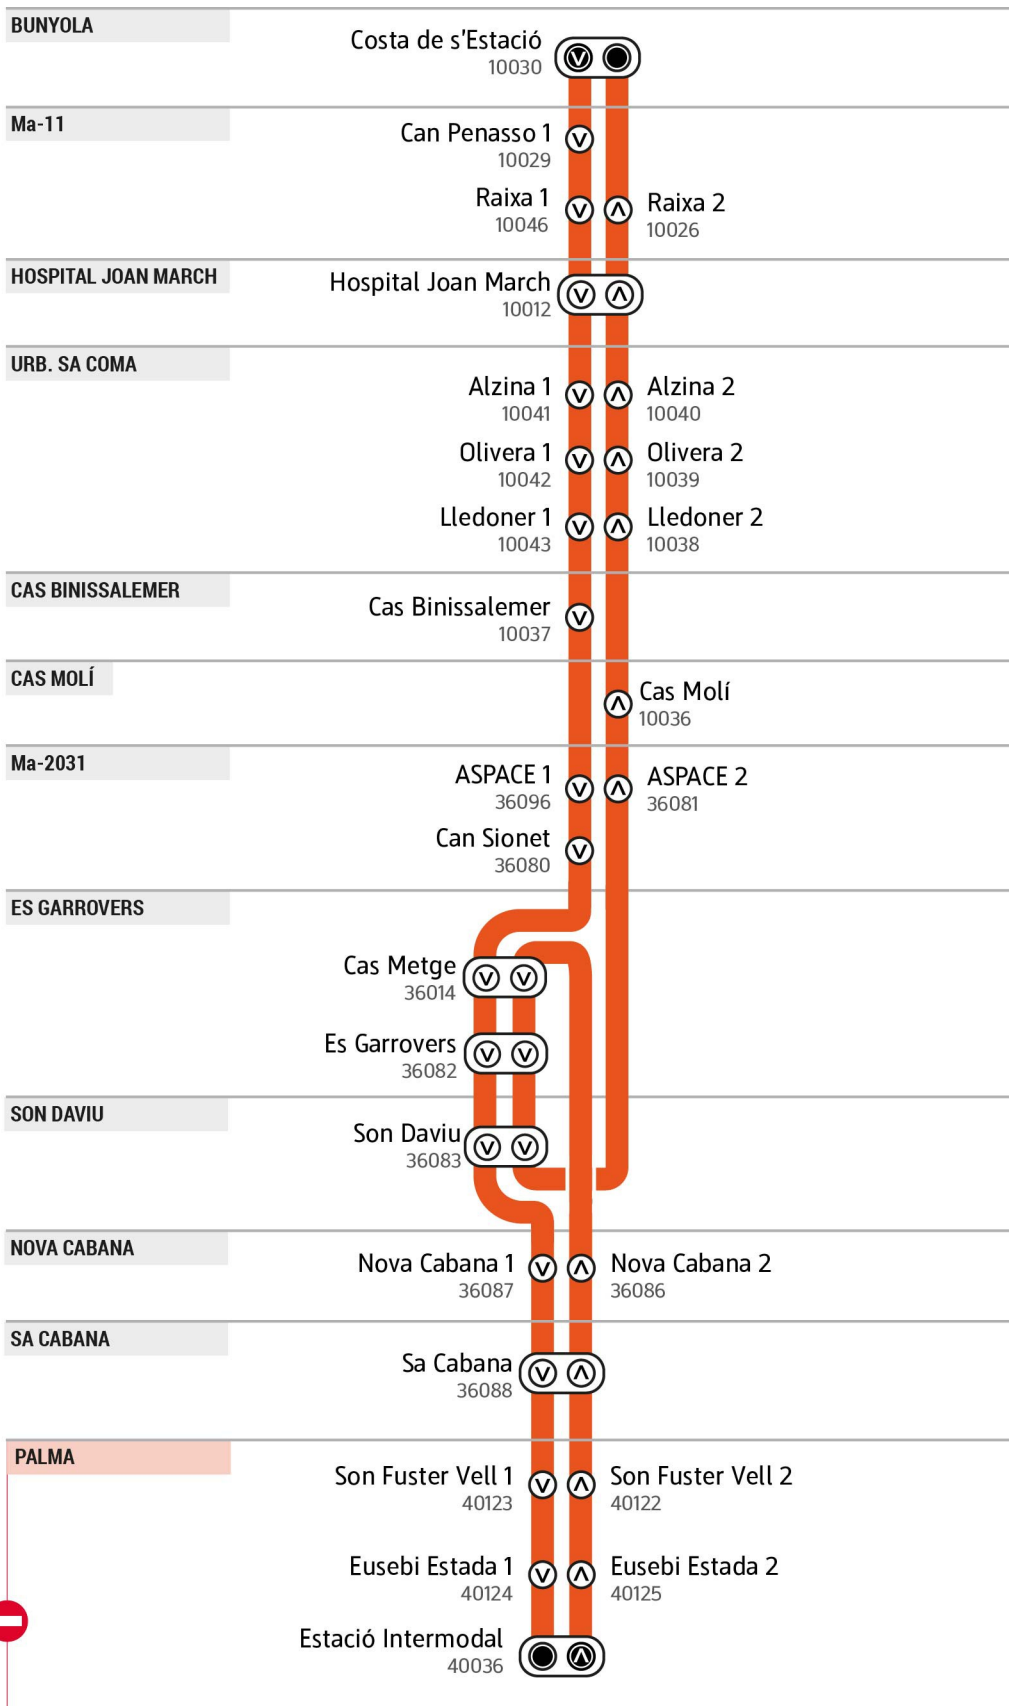 BUNYOLA
Costa de s'Estació
10030
Ma-11
Can Penasso 1
10029
Raixa 1
10046
Raixa 2
10026
HOSPITAL JOAN MARCH
Hospital Joan March
10012
URB. SA COMA
Alzina 1
10041
Alzina 2
10040
Olivera 1
10042
Olivera 2
10039
Lledoner 1
10043
Lledoner 2
10038
CAS BINISSALEMER
Cas Binissalemer
10037
CAS MOLÍ
Cas Molí
10036
Ma-2031
ASPACE 1
36096
ASPACE 2
36081
Can Sionet
36080
ES GARROVERS
Cas Metge
36014
Es Garrovers
36082
SON DAVIU
Son Daviu
36083
NOVA CABANA
Nova Cabana 1
36087
Nova Cabana 2
36086
SA CABANA
Sa Cabana
36088
PALMA
Son Fuster Vell 1
40123
Son Fuster Vell 2
40122
Eusebi Estada 1
40124
Eusebi Estada 2
40125
Estació Intermodal
40036